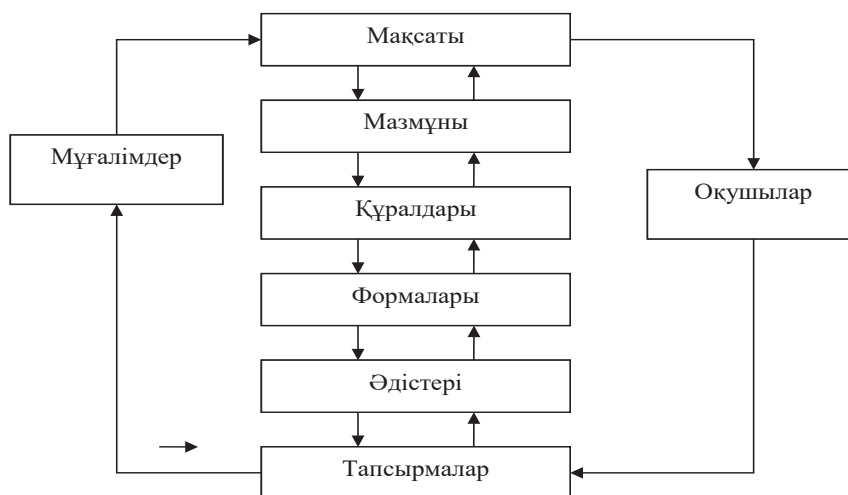 Мақсаты
Мазмұны
Мұғалімдер
Оқушылар
Құралдары
Формалары
Әдістері
Тапсырмалар